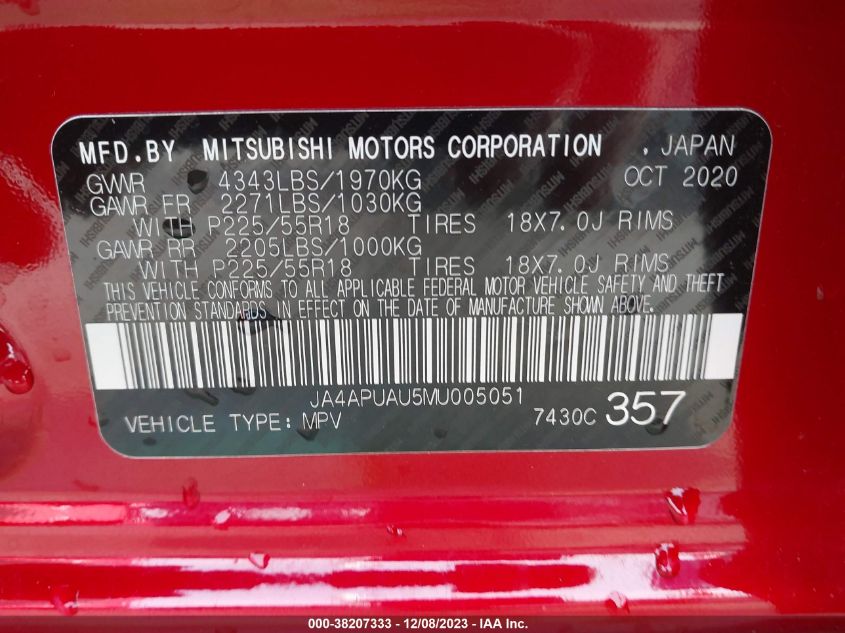 MFD.BY MITSUBISHI MOTORS CORPORATION , JAPAN
GVWR 4343LBS/1970KG OCT 2020
GAWR FR 2271LBS/1030KG
WITH P225/55R18 TIRES 18X7.0J RIMS
GAWR RR 2205LBS/1000KG
WITH P225/55R18 TIRES 18X7.0J RIMS
THIS VEHICLE CONFORMS TO ALL APPLICABLE FEDERAL MOTOR VEHICLE SAFETY AND THEFT
PREVENTION STANDARDS IN EFFECT ON THE DATE OF MANUFACTURE SHOWN ABOVE.
JA4APUAU5MU005051
VEHICLE TYPE: MPV 7430C 357
000-38207333 - 12/08/2023 - IAA Inc.